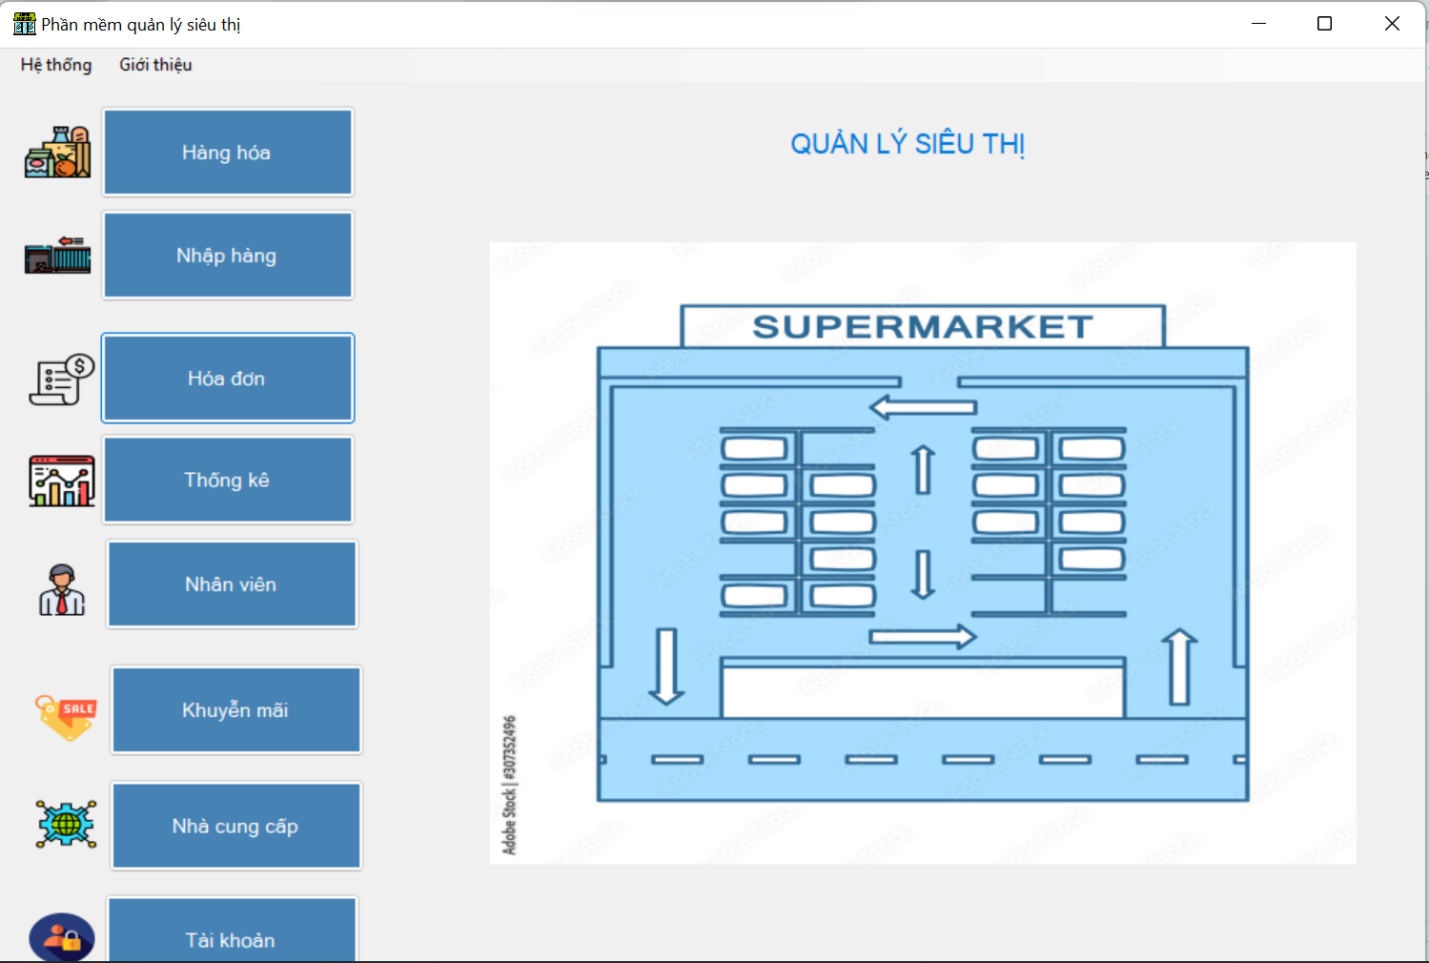 Phần mềm quản lý siêu thị
Hệ thống Giới thiệu
Hàng hóa
Nhập hàng
Hóa đơn
Thống kê
Nhân viên
SALE
Khuyễn mãi
Nhà cung cấp
Tài khoản
QUẢN LÝ SIÊU THỊ
SUPERMARKET
Adobe Stock | #307352496